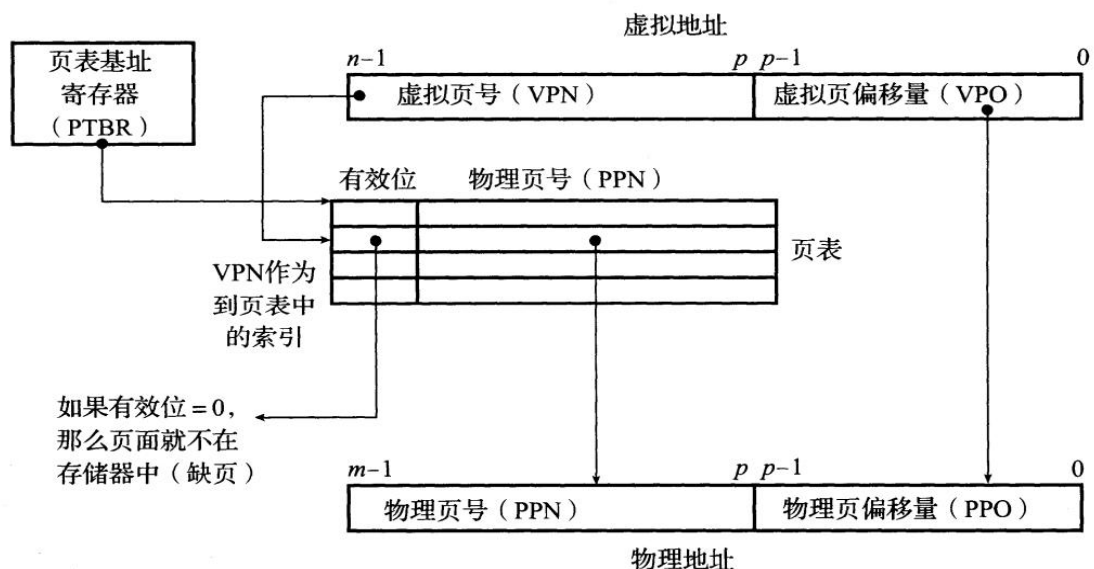 虚拟地址
页表基址
寄存器
（PTBR）
n-1
p p-1
0
虚拟页号（VPN）
虚拟页偏移量（VPO）
有效位
物理页号（PPN）
页表
VPN作为
到页表中
的索引
如果有效位=0，
那么页面就不在
存储器中（缺页）
m-1
p p-1
0
物理页号（PPN）
物理页偏移量（PPO）
物理地址